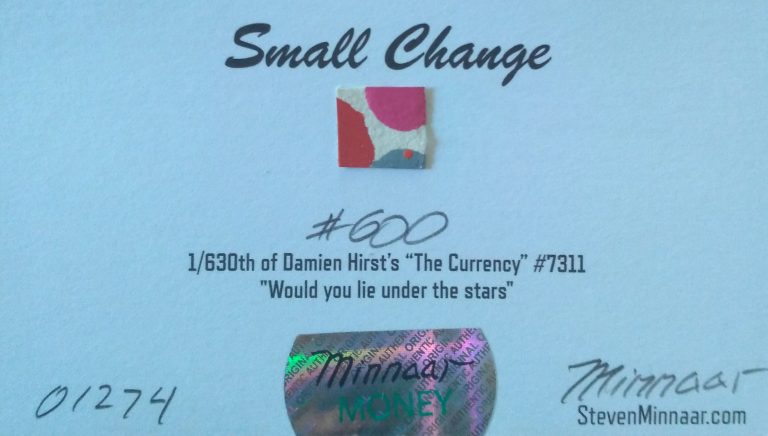 Small Change
#600
1/630th of Damien Hirst's "The Currency" #7311
"Would you lie under the stars"
Minnaar
MONEY
01274
Minnaar
StevenMinnaar.com